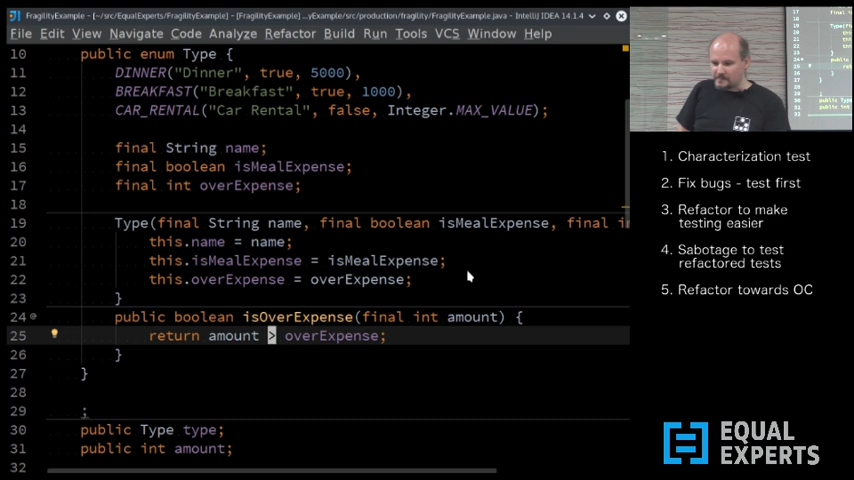 FragilityExample - [~/src/EqualExperts/FragilityExample] - [FragilityExample] - ...yExample/src/production/fragility/FragilityExample.java - IntelliJ IDEA 14.1.4
File Edit View Navigate Code Analyze Refactor Build Run Tools VCS Window Help
10 public enum Type {
11 DINNER("Dinner", true, 5000),
12 BREAKFAST("Breakfast", true, 1000),
13 CAR_RENTAL("Car Rental", false, Integer.MAX_VALUE);
14
15 final String name;
16 final boolean isMealExpense;
17 final int overExpense;
18
19 Type(final String name, final boolean isMealExpense, final i
20 this.name = name;
21 this.isMealExpense = isMealExpense;
22 this.overExpense = overExpense;
23 }
24 public boolean isOverExpense(final int amount) {
25 return amount > overExpense;
26 }
27 }
28
29 ;
30 public Type type;
31 public int amount;
32
1. Characterization test
2. Fix bugs - test first
3. Refactor to make
testing easier
4. Sabotage to test
refactored tests
5. Refactor towards OC
EQUAL
EXPERTS